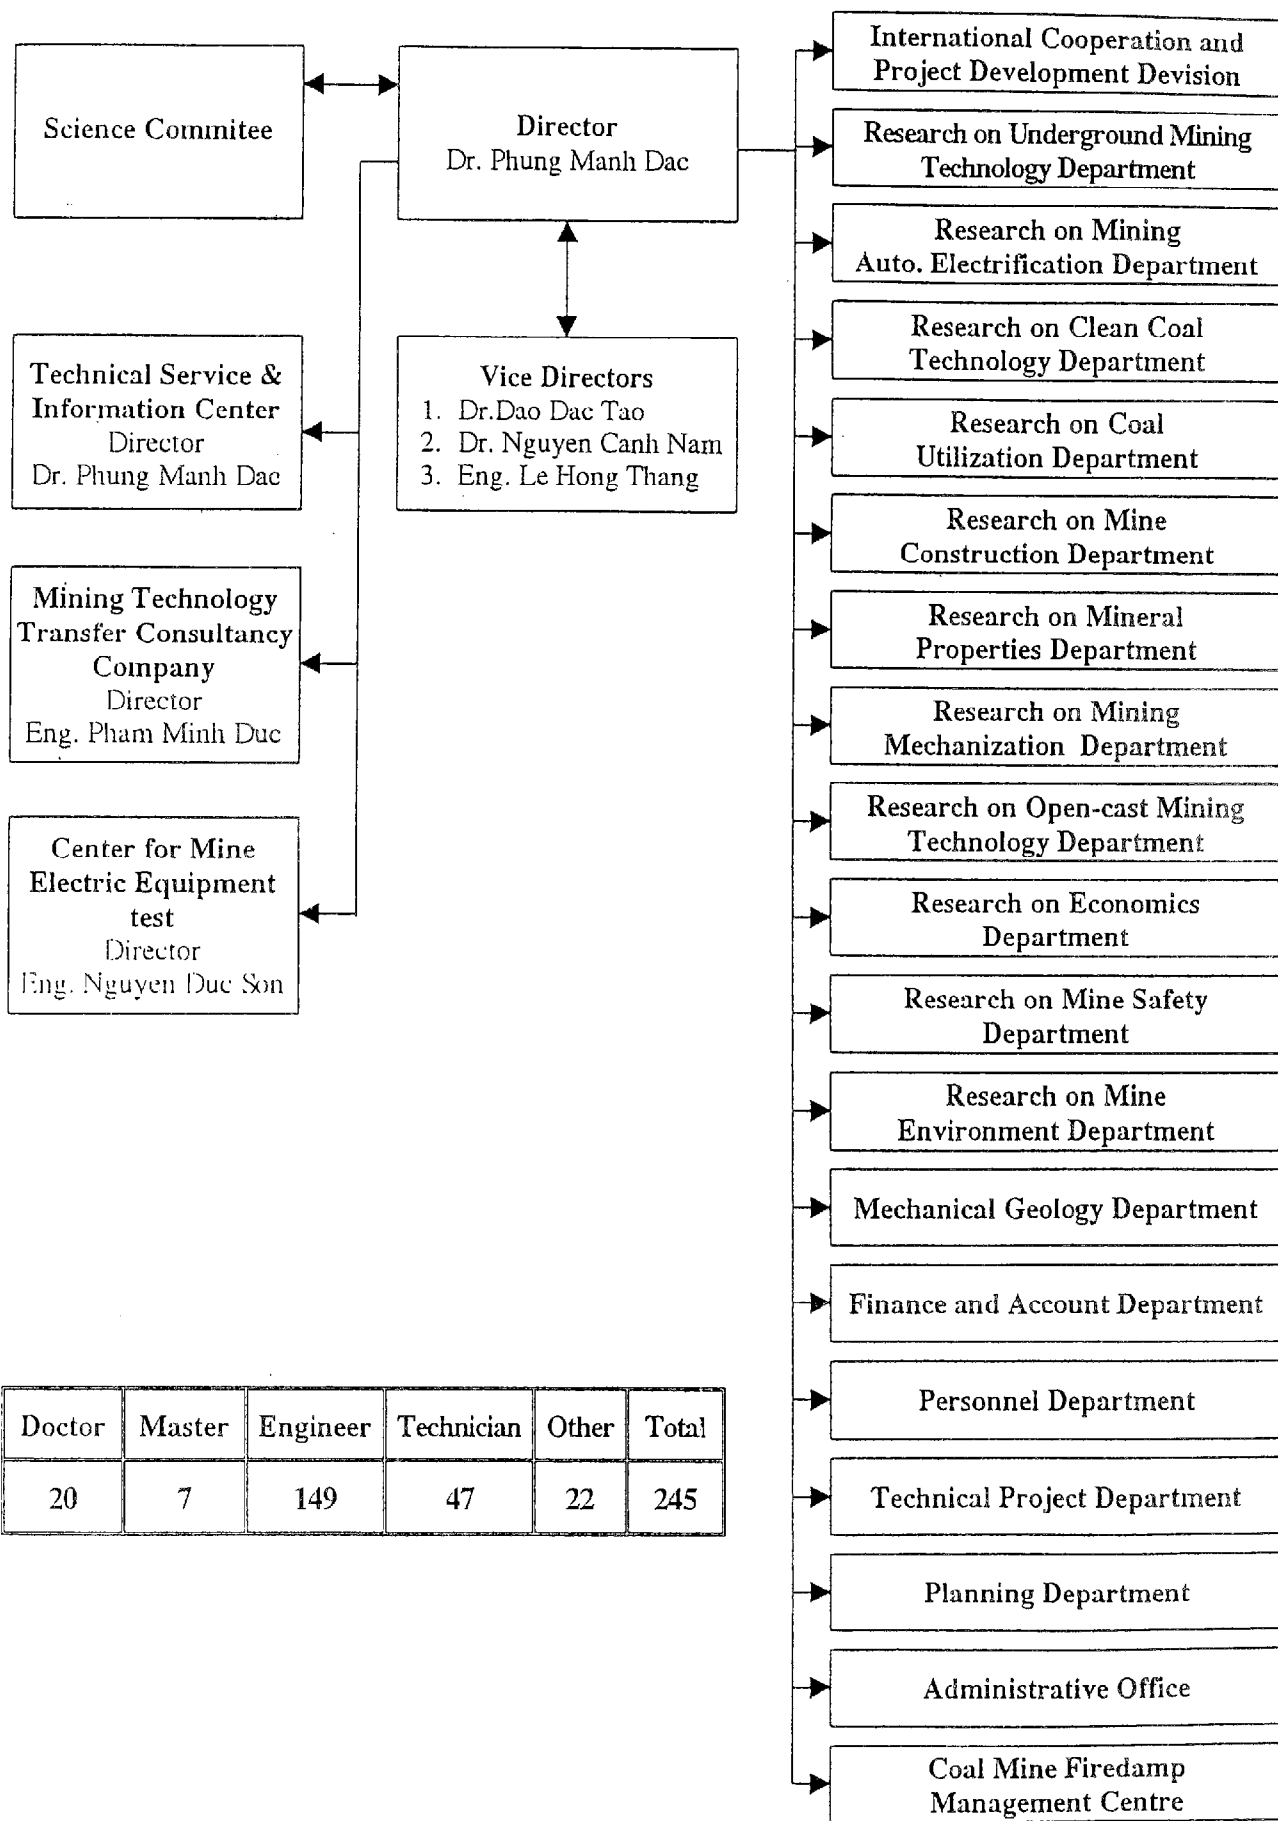 Science Commitee
Director
Dr. Phung Manh Dac
Technical Service &
Information Center
Director
Dr. Phung Manh Dac
Vice Directors
1. Dr.Dao Dac Tao
2. Dr. Nguyen Canh Nam
3. Eng. Le Hong Thang
Mining Technology
Transfer Consultancy
Company
Director
Eng. Pham Minh Duc
Center for Mine
Electric Equipment
test
Director
Eng. Nguyen Duc Son
International Cooperation and
Project Development Devision
Research on Underground Mining
Technology Department
Research on Mining
Auto. Electrification Department
Research on Clean Coal
Technology Department
Research on Coal
Utilization Department
Research on Mine
Construction Department
Research on Mineral
Properties Department
Research on Mining
Mechanization Department
Research on Open-cast Mining
Technology Department
Research on Economics
Department
Research on Mine Safety
Department
Research on Mine
Environment Department
Mechanical Geology Department
Finance and Account Department
Personnel Department
Technical Project Department
Planning Department
Administrative Office
Coal Mine Firedamp
Management Centre
Doctor Master Engineer Technician Other Total
20 7 149 47 22 245